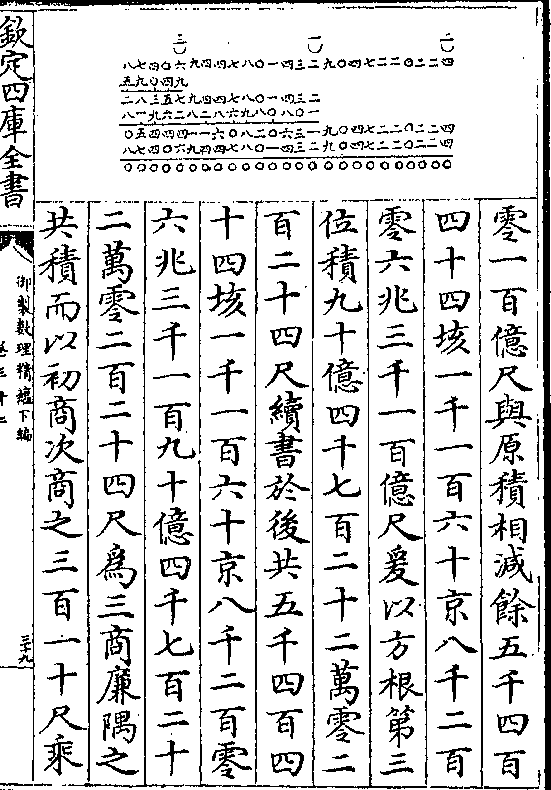 三 一 二
〇 〇 〇
八七四〇六九四四七八〇一四三二九〇四七二二〇二二四
五九〇四九
二八三五七九四四七八〇一四三二
八一九六二八二八六九八〇八〇一
〇五四四四一一六〇八二〇六三一九〇四七二二〇二二四
八七四〇六九四四七八〇一四三二九〇四七二二〇二二四
〇〇〇〇〇〇〇〇〇〇〇〇〇〇〇〇〇〇〇〇〇〇〇〇〇
零一百億尺與原積相減餘五千四百
四十四垓一千一百六十京八千二百
零六兆三千一百億尺爰以方根第三
位積九十億四千七百二十二萬零二
百二十四尺續書於後共五千四百四
十四垓一千一百六十京八千二百零
六兆三千一百九十億四千七百二十
二萬零二百二十四尺為三商廉隅之
共積而以初商次商之三百一十尺乘
欽定四庫全書
御製數理精蘊下編
卷三十二
三十九